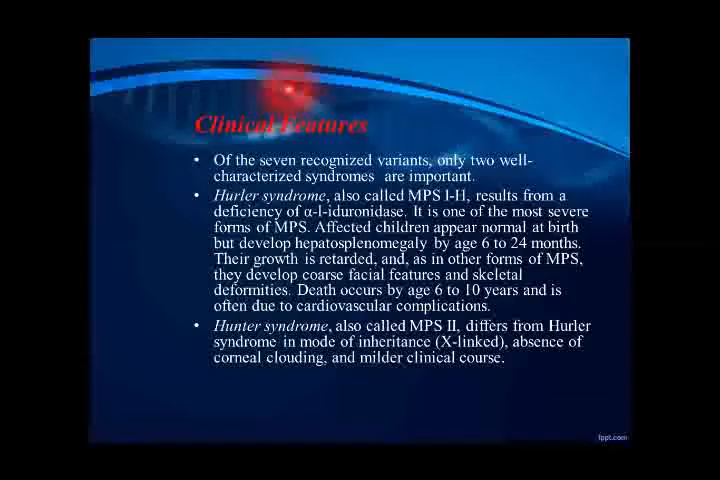 Clinical Features
• Of the seven recognized variants, only two well-
characterized syndromes are important.
• Hurler syndrome, also called MPS I-H, results from a
deficiency of α-l-iduronidase. It is one of the most severe
forms of MPS. Affected children appear normal at birth
but develop hepatosplenomegaly by age 6 to 24 months.
Their growth is retarded, and, as in other forms of MPS,
they develop coarse facial features and skeletal
deformities. Death occurs by age 6 to 10 years and is
often due to cardiovascular complications.
• Hunter syndrome, also called MPS II, differs from Hurler
syndrome in mode of inheritance (X-linked), absence of
corneal clouding, and milder clinical course.
fppt.com